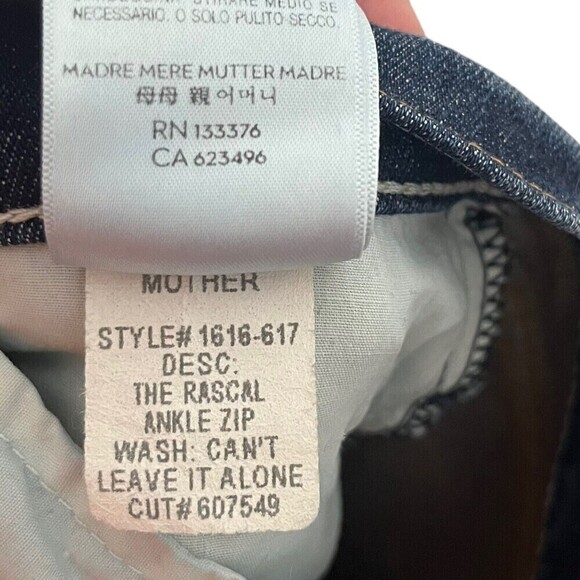 STIRARE MEDIO SE
NECESSARIO. O SOLO PULITO SECCO.
MADRE MERE MUTTER MADRE
母母 親 어머니
RN 133376
CA 623496
MOTHER
STYLE# 1616-617
DESC:
THE RASCAL
ANKLE ZIP
WASH: CAN'T
LEAVE IT ALONE
CUT# 607549